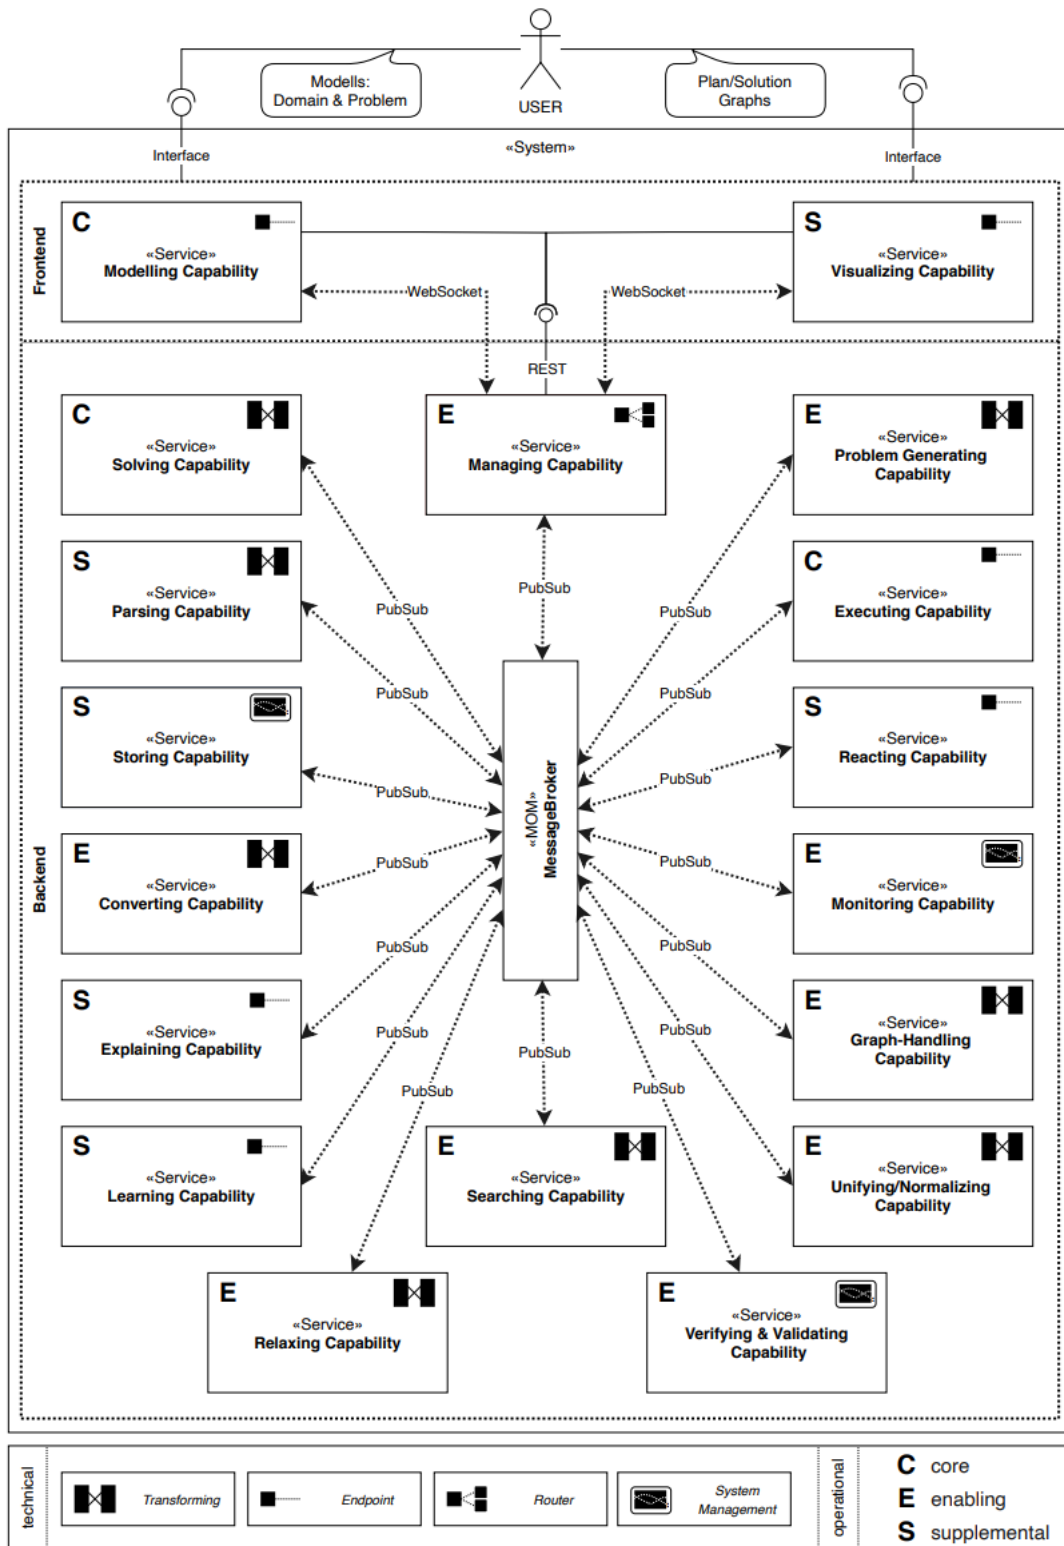 Modells:
Domain & Problem
USER
Plan/Solution
Graphs
«System»
Interface
Interface
Frontend
C
«Service»
Modelling Capability
S
«Service»
Visualizing Capability
WebSocket
WebSocket
REST
Backend
C
«Service»
Solving Capability
E
«Service»
Managing Capability
E
«Service»
Problem Generating
Capability
S
«Service»
Parsing Capability
C
«Service»
Executing Capability
PubSub
PubSub
PubSub
S
«Service»
Storing Capability
S
«Service»
Reacting Capability
PubSub
PubSub
PubSub
PubSub
«MOM»
MessageBroker
E
«Service»
Converting Capability
E
«Service»
Monitoring Capability
PubSub
PubSub
PubSub
PubSub
S
«Service»
Explaining Capability
E
«Service»
Graph-Handling
Capability
PubSub
PubSub
PubSub
PubSub
PubSub
S
«Service»
Learning Capability
E
«Service»
Searching Capability
E
«Service»
Unifying/Normalizing
Capability
E
«Service»
Relaxing Capability
E
«Service»
Verifying & Validating
Capability
technical
Transforming
Endpoint
Router
System
Management
operational
C core
E enabling
S supplemental